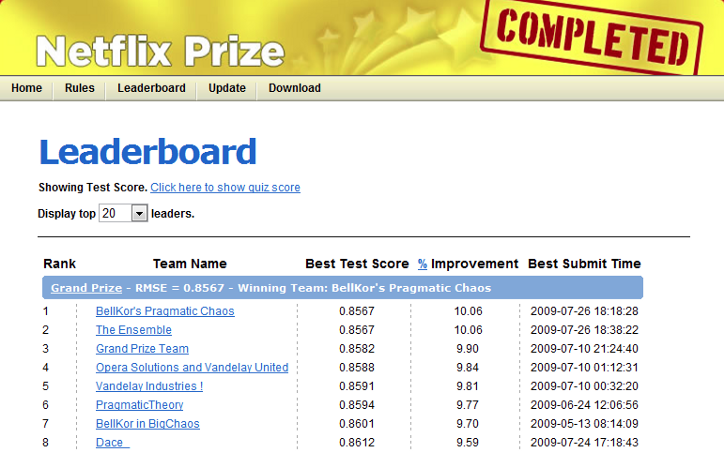 Netflix Prize
COMPLETED
Home Rules Leaderboard Update Download
Leaderboard
Showing Test Score. Click here to show quiz score
Display top 20 leaders.
Rank Team Name Best Test Score % Improvement Best Submit Time
Grand Prize - RMSE = 0.8567 - Winning Team: BellKor's Pragmatic Chaos
1 BellKor's Pragmatic Chaos 0.8567 10.06 2009-07-26 18:18:28
2 The Ensemble 0.8567 10.06 2009-07-26 18:38:22
3 Grand Prize Team 0.8582 9.90 2009-07-10 21:24:40
4 Opera Solutions and Vandelay United 0.8588 9.84 2009-07-10 01:12:31
5 Vandelay Industries ! 0.8591 9.81 2009-07-10 00:32:20
6 PragmaticTheory 0.8594 9.77 2009-06-24 12:06:56
7 BellKor in BigChaos 0.8601 9.70 2009-05-13 08:14:09
8 Dace_ 0.8612 9.59 2009-07-24 17:18:43